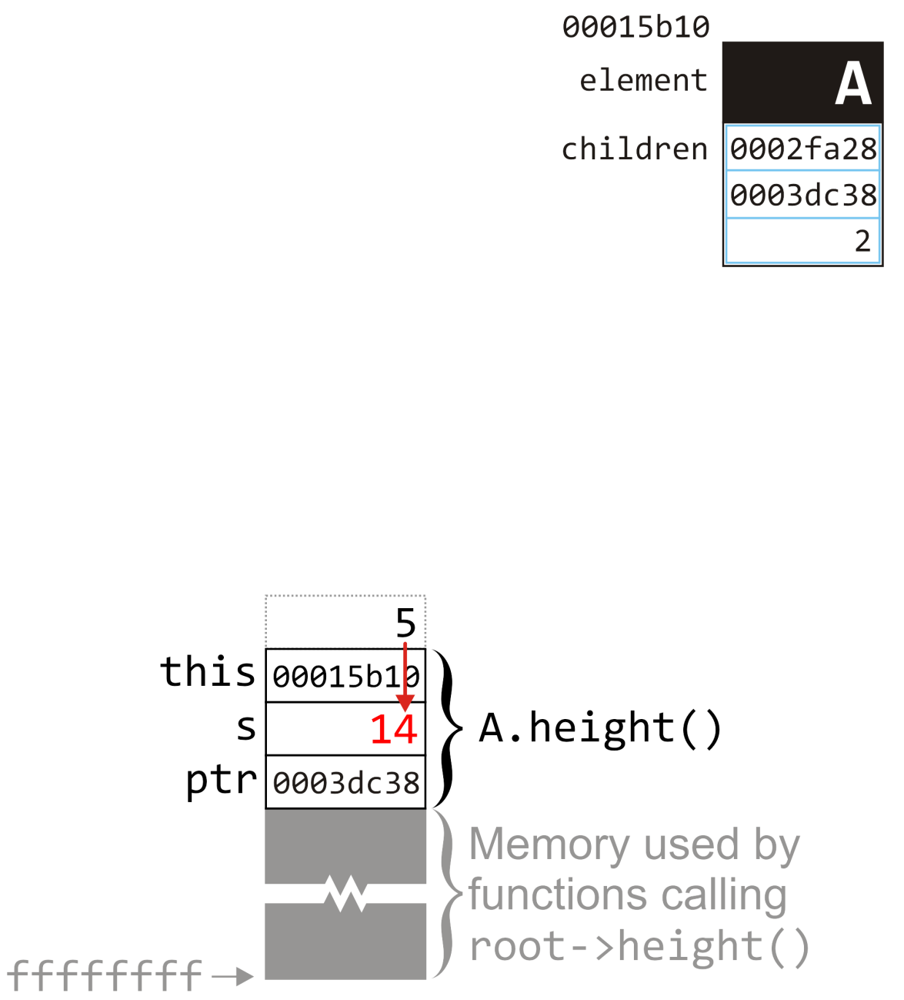 00015b10
element A
children 0002fa28
0003dc38
2
5
this 00015b10
s 14
A.height()
ptr 0003dc38
Memory used by
functions calling
root->height()
ffffffff